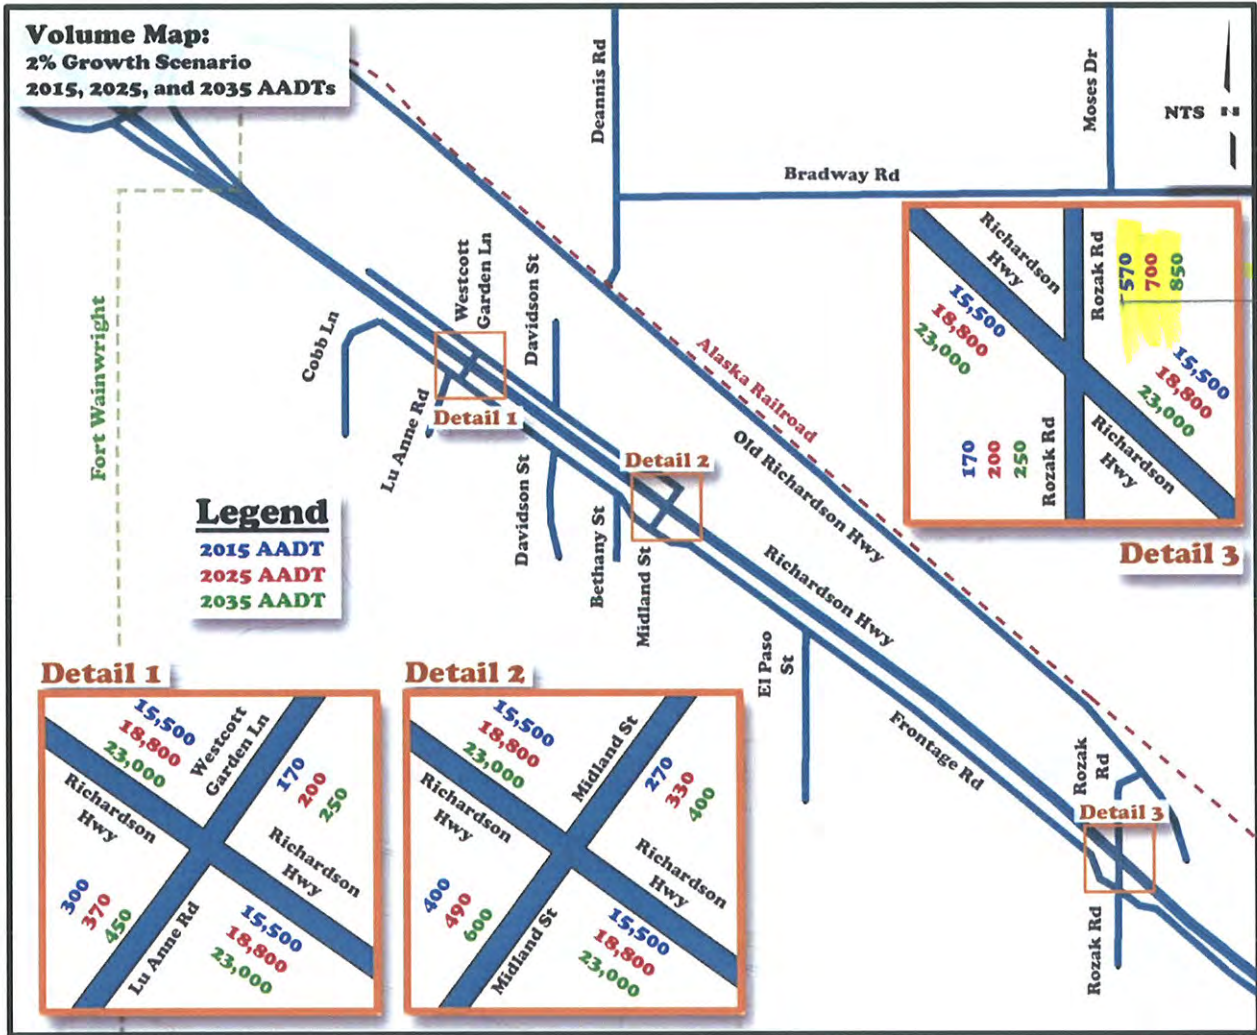 Volume Map:
2% Growth Scenario
2015, 2025, and 2035 AADTs
Deannis Rd
Moses Dr
NTS
N
Bradway Rd
Fort Wainwright
Cobb Ln
Westcott
Garden Ln
Davidson St
Lu Anne Rd
Detail 1
Alaska Railroad
Old Richardson Hwy
Detail 2
Davidson St
Bethany St
Midland St
Richardson Hwy
El Paso
St
Frontage Rd
Rozak
Rd
Detail 3
Rozak Rd
Legend
2015 AADT
2025 AADT
2035 AADT
Richardson
Hwy
Rozak Rd
570
700
850
15,500
18,800
23,000
15,500
18,800
23,000
170
200
250
Rozak Rd
Richardson
Hwy
Detail 3
Detail 1
15,500
18,800
23,000
Westcott
Garden Ln
170
200
250
Richardson
Hwy
Richardson
Hwy
300
370
450
Lu Anne Rd
15,500
18,800
23,000
Detail 2
15,500
18,800
23,000
Midland St
270
330
400
Richardson
Hwy
Richardson
Hwy
400
490
600
Midland St
15,500
18,800
23,000